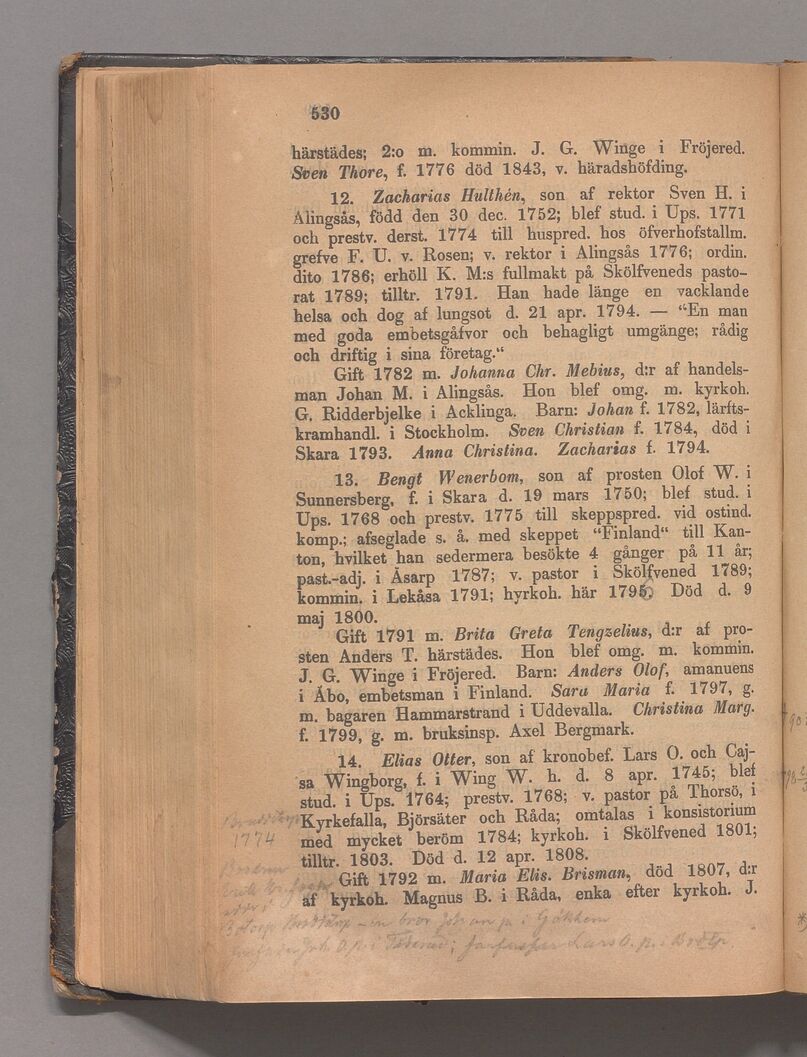 530
härstädes; 2:o m. kommin. J. G. Winge i Fröjered.
Sven Thore, f. 1776 död 1843, v. häradshöfding.
12. Zacharias Hulthén, son af rektor Sven H. i
Alingsås, född den 30 dec. 1752; blef stud. i Ups. 1771
och prestv. derst. 1774 till huspred. hos öfverhofstallm.
grefve F. U. v. Rosen; v. rektor i Alingsås 1776; ordin.
dito 1786; erhöll K. M:s fullmakt på Skölfveneds pasto-
rat 1789; tilltr. 1791. Han hade länge en vacklande
helsa och dog af lungsot d. 21 apr. 1794. — “En man
med goda embetsgåfvor och behagligt umgänge; rådig
och driftig i sina företag.“
Gift 1782 m. Johanna Chr. Mebius, d:r af handels-
man Johan M. i Alingsås. Hon blef omg. m. kyrkoh.
G. Ridderbjelke i Acklinga. Barn: Johan f. 1782, lärfts-
kramhandl. i Stockholm. Sven Christian f. 1784, död i
Skara 1793. Anna Christina. Zacharias f. 1794.
13. Bengt Wenerbom, son af prosten Olof W. i
Sunnersberg, f. i Skara d. 19 mars 1750; blef stud. i
Ups. 1768 och prestv. 1775 till skeppspred. vid ostind.
komp.; afseglade s. å. med skeppet “Finland“ till Kan-
ton, hvilket han sedermera besökte 4 gånger på 11 år;
past.-adj. i Åsarp 1787; v. pastor i Skölfvened 1789;
kommin. i Lekåsa 1791; hyrkoh. här 1796. Död d. 9
maj 1800.
Gift 1791 m. Brita Greta Tengzelius, d:r af pro-
sten Anders T. härstädes. Hon blef omg. m. kommin.
J. G. Winge i Fröjered. Barn: Anders Olof, amanuens
i Åbo, embetsman i Finland. Sara Maria f. 1797, g.
m. bagaren Hammarstrand i Uddevalla. Christina Marg.
f. 1799, g. m. bruksinsp. Axel Bergmark.
14. Elias Otter, son af kronobef. Lars O. och Caj-
sa Wingborg, f. i Wing W. h. d. 8 apr. 1745; blef
stud. i Ups. 1764; prestv. 1768; v. pastor på Thorsö, i
Kyrkefalla, Björsäter och Råda; omtalas i konsistorium
1774
med mycket beröm 1784; kyrkoh. i Skölfvened 1801;
tilltr. 1803. Död d. 12 apr. 1808.
Gift 1792 m. Maria Elis. Brisman, död 1807, d:r
af kyrkoh. Magnus B. i Råda, enka efter kyrkoh. J.